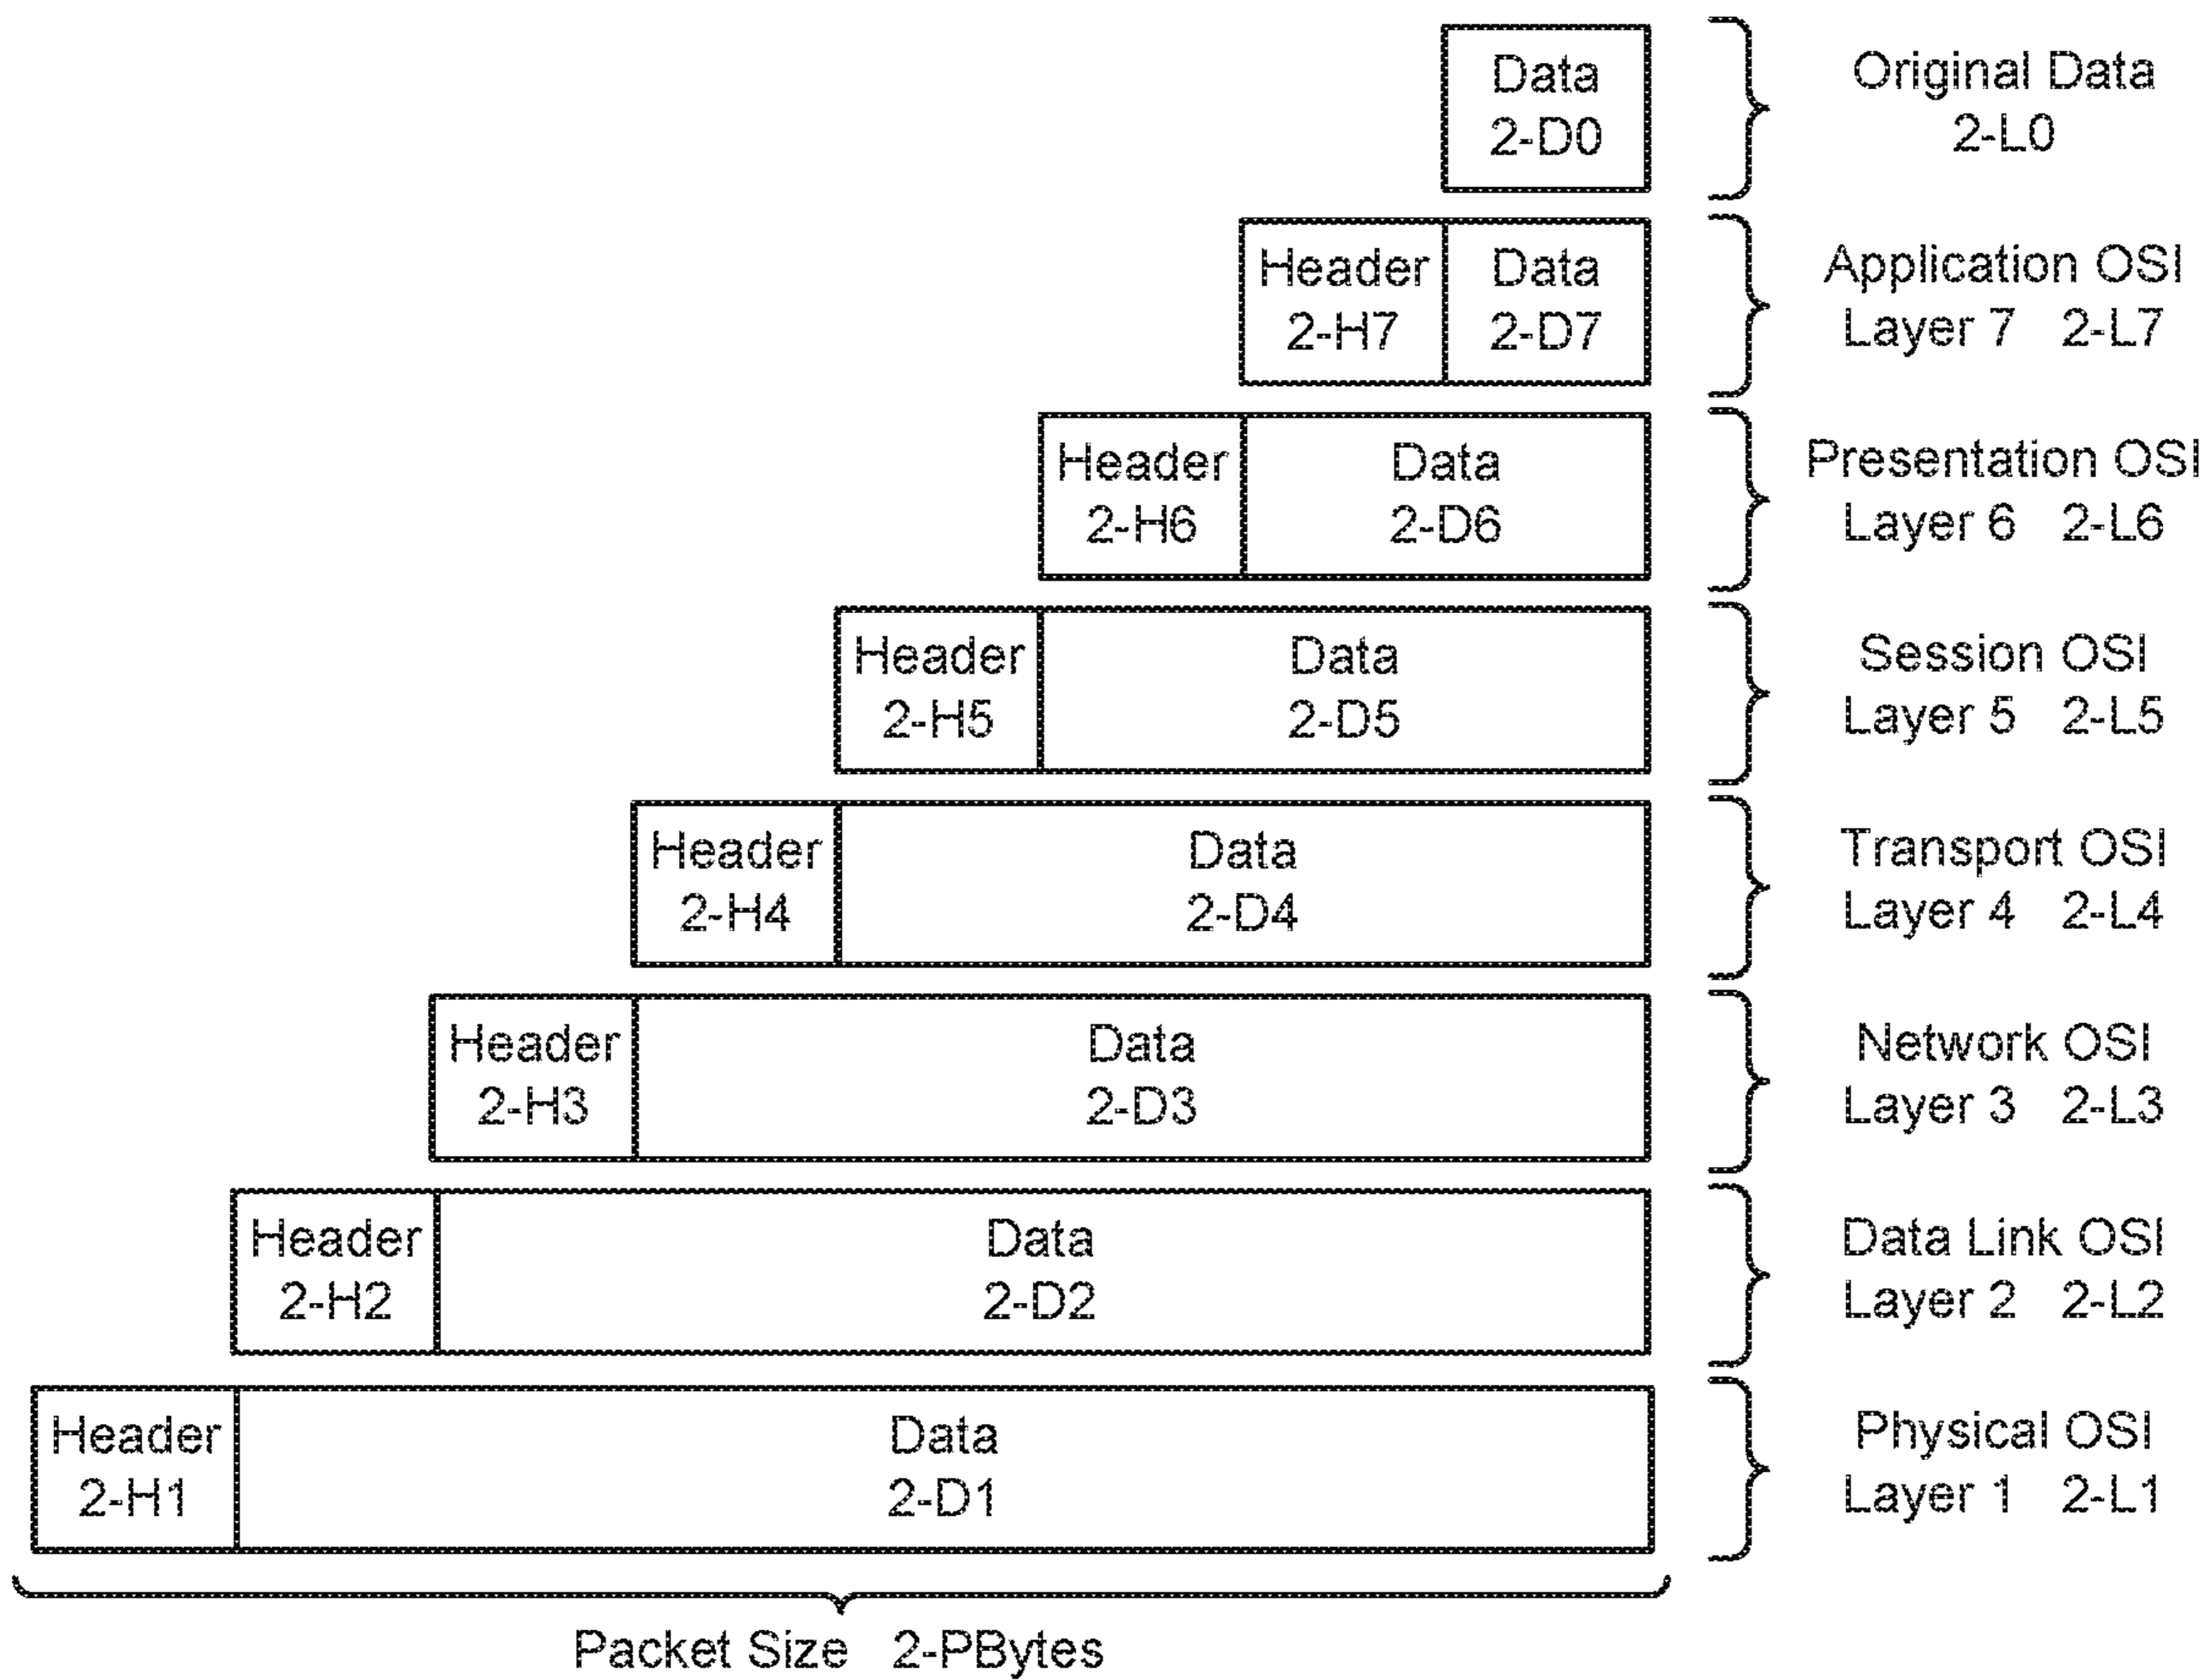 Data
2-D0
Original Data
2-L0
Header
2-H7
Data
2-D7
Application OSI
Layer 7 2-L7
Header
2-H6
Data
2-D6
Presentation OSI
Layer 6 2-L6
Header
2-H5
Data
2-D5
Session OSI
Layer 5 2-L5
Header
2-H4
Data
2-D4
Transport OSI
Layer 4 2-L4
Header
2-H3
Data
2-D3
Network OSI
Layer 3 2-L3
Header
2-H2
Data
2-D2
Data Link OSI
Layer 2 2-L2
Header
2-H1
Data
2-D1
Physical OSI
Layer 1 2-L1
Packet Size 2-PBytes